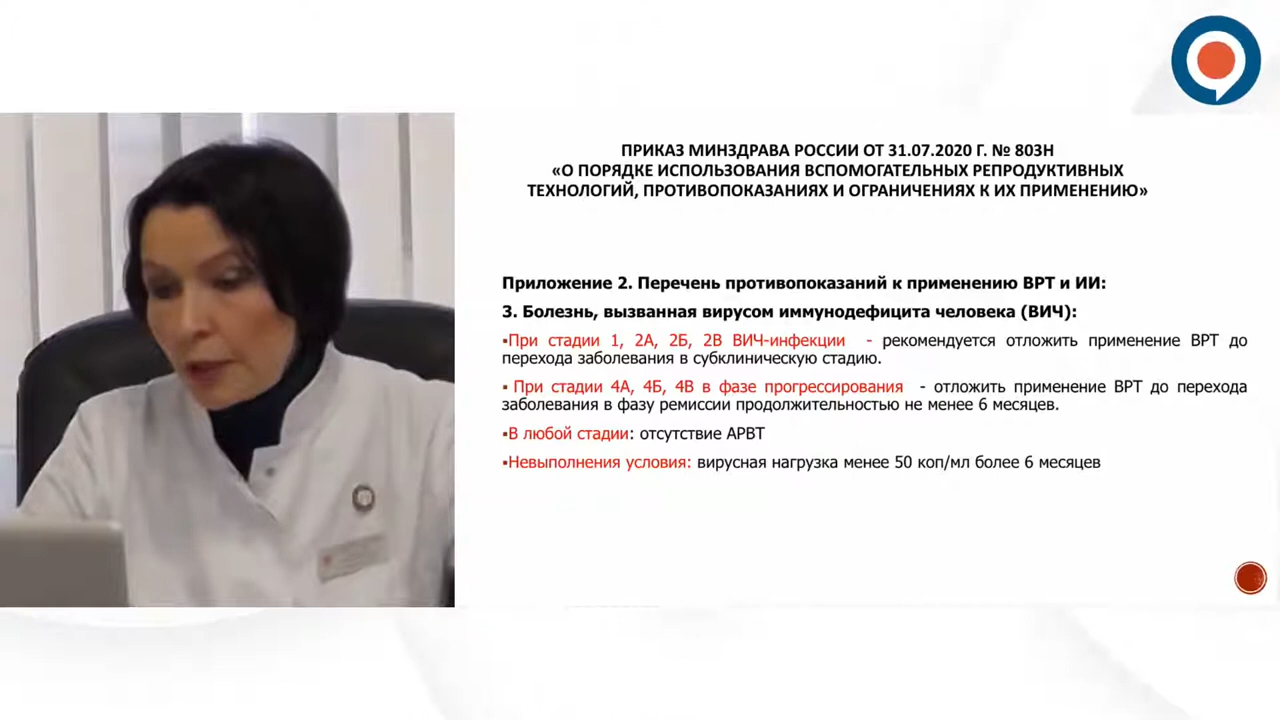 ПРИКАЗ МИНЗДРАВА РОССИИ ОТ 31.07.2020 Г. № 803Н
«О ПОРЯДКЕ ИСПОЛЬЗОВАНИЯ ВСПОМОГАТЕЛЬНЫХ РЕПРОДУКТИВНЫХ
ТЕХНОЛОГИЙ, ПРОТИВОПОКАЗАНИЯХ И ОГРАНИЧЕНИЯХ К ИХ ПРИМЕНЕНИЮ»
Приложение 2. Перечень противопоказаний к применению ВРТ и ИИ:
3. Болезнь, вызванная вирусом иммунодефицита человека (ВИЧ):
▪При стадии 1, 2А, 2Б, 2В ВИЧ-инфекции - рекомендуется отложить применение ВРТ до
перехода заболевания в субклиническую стадию.
▪ При стадии 4А, 4Б, 4В в фазе прогрессирования - отложить применение ВРТ до перехода
заболевания в фазу ремиссии продолжительностью не менее 6 месяцев.
▪В любой стадии: отсутствие АРВТ
▪Невыполнения условия: вирусная нагрузка менее 50 коп/мл более 6 месяцев